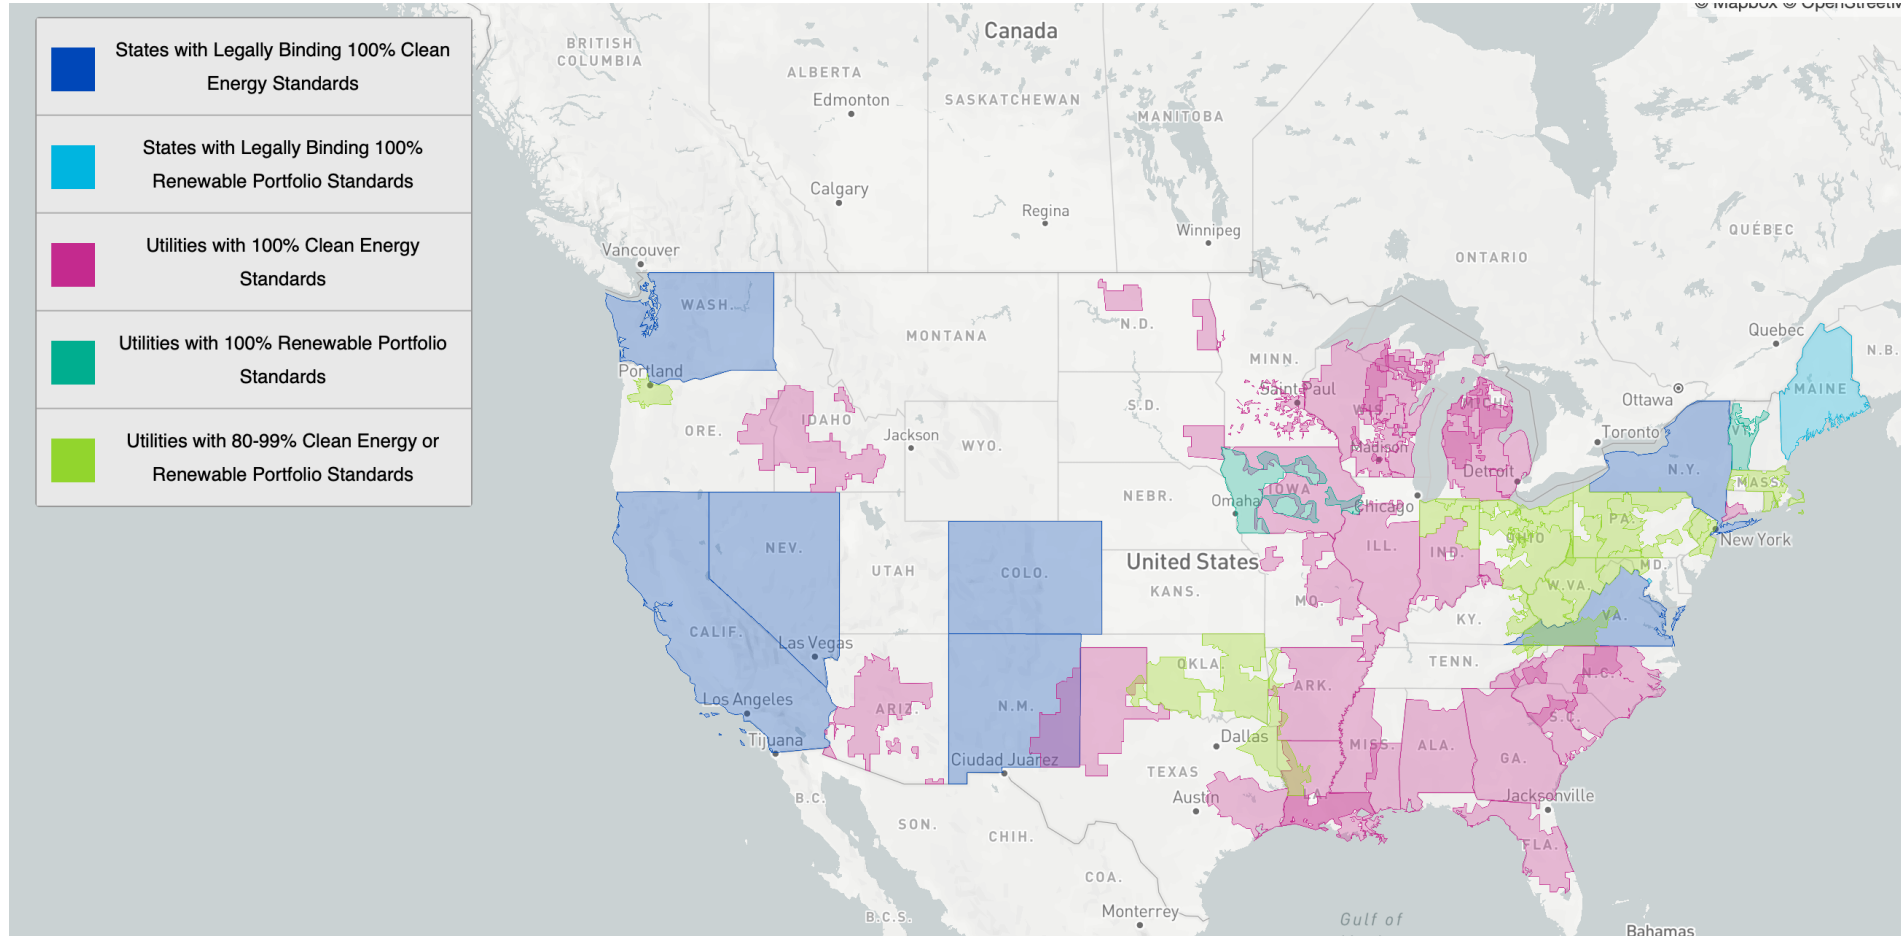 © Mapbox © OpenStreetM
States with Legally Binding 100% Clean
Energy Standards
States with Legally Binding 100%
Renewable Portfolio Standards
Utilities with 100% Clean Energy
Standards
Utilities with 100% Renewable Portfolio
Standards
Utilities with 80-99% Clean Energy or
Renewable Portfolio Standards
Canada
BRITISH
COLUMBIA
ALBERTA
Edmonton
SASKATCHEWAN
MANITOBA
Calgary
Regina
Winnipeg
QUÉBEC
ONTARIO
Vancouver
WASH.
MONTANA
N.D.
MINN.
Quebec
N.B.
Portland
Saint Paul
Ottawa
MAINE
ORE.
IDAHO
Jackson
WYO.
S.D.
WIS.
MICH.
Toronto
VT.
Madison
Detroit
N.Y.
MASS.
NEBR.
Omaha
IOWA
Chicago
PA.
OHIO
New York
NEV.
UTAH
COLO.
United States
KANS.
ILL.
IND.
MD.
W.VA.
MO.
KY.
VA.
CALIF.
Las Vegas
OKLA.
TENN.
N.C.
Los Angeles
ARIZ.
N.M.
ARK.
S.C.
Tijuana
Ciudad Juárez
Dallas
MISS.
ALA.
GA.
TEXAS
B.C.
Austin
LA.
Jacksonville
SON.
CHIH.
FLA.
COA.
B.C.S.
Monterrey
Gulf of
Bahamas